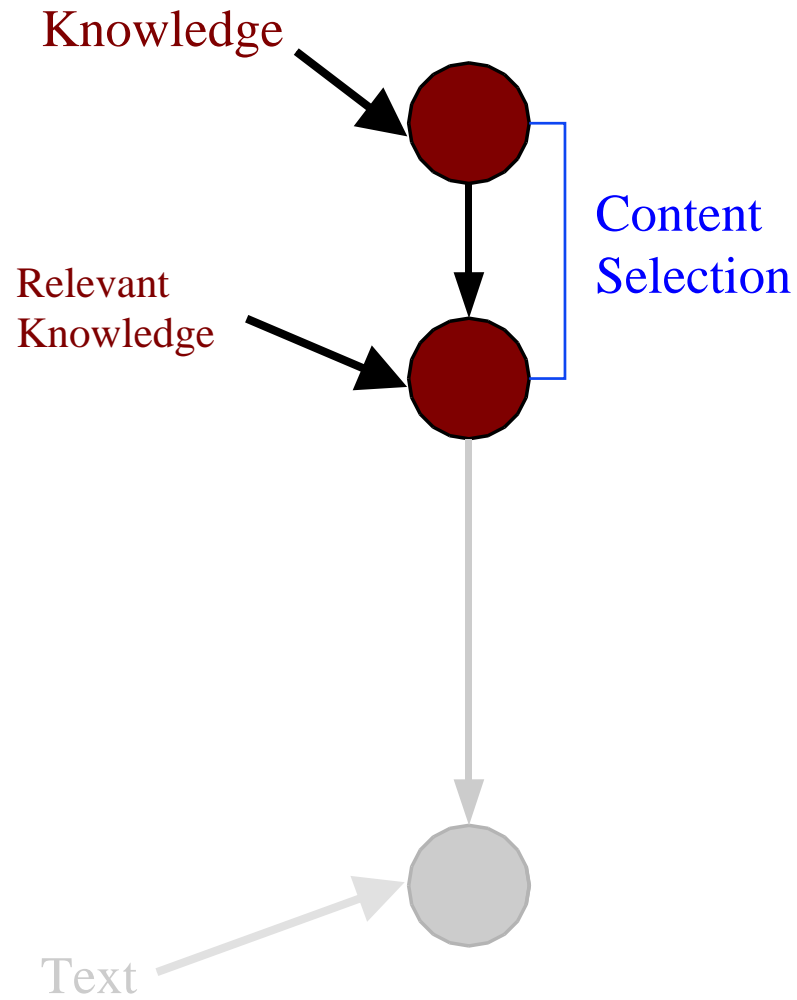 Knowledge
Content
Selection
Relevant
Knowledge
Text